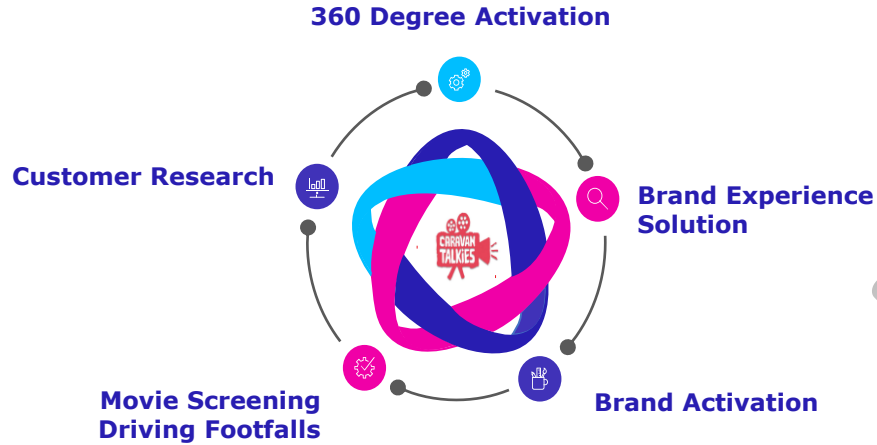 360 Degree Activation
Customer Research
Brand Experience
Solution
CARAVAN
TALKiES
Movie Screening
Driving Footfalls
Brand Activation